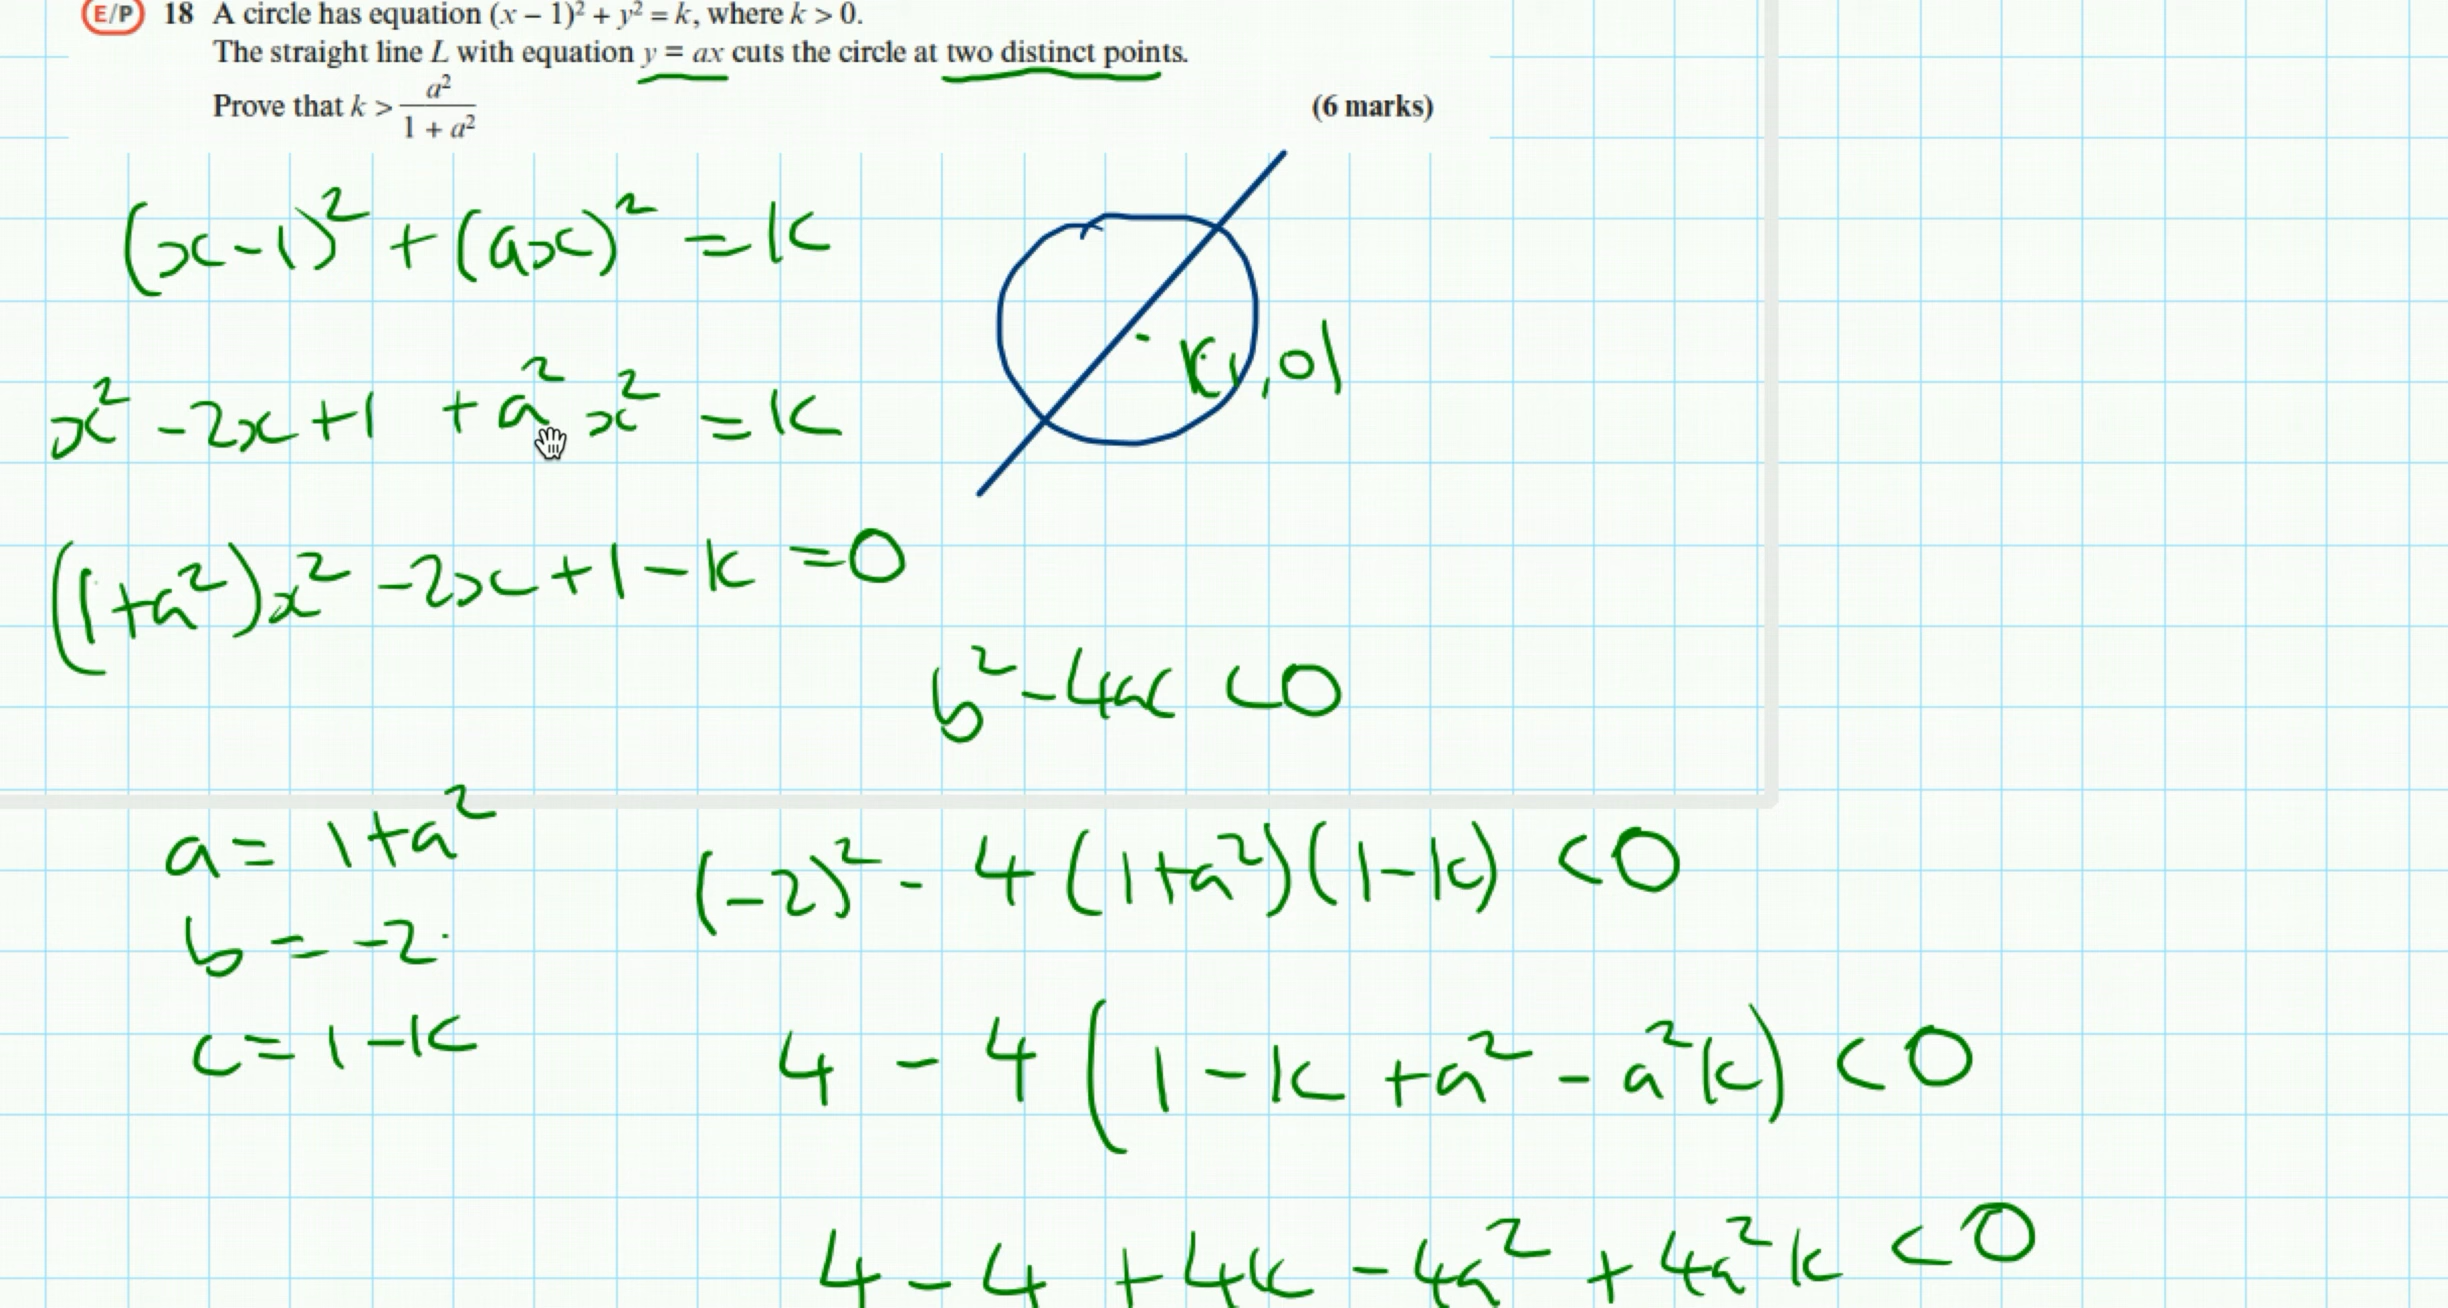 E/P 18 A circle has equation (x − 1)² + y² = k, where k > 0.
The straight line L with equation y = ax cuts the circle at two distinct points.
Prove that k > a²/(1 + a²) (6 marks)
(x-1)² + (ax)² = k
(1,0)
x² -2x+1 + a²x² = k
(1+a²)x² -2x+1-k =0
b²-4ac <0
a = 1+a²
b = -2
c = 1-k
(-2)² - 4(1+a²)(1-k) <0
4 - 4(1-k +a² - a²k) <0
4 - 4 + 4k - 4a² + 4a²k <0